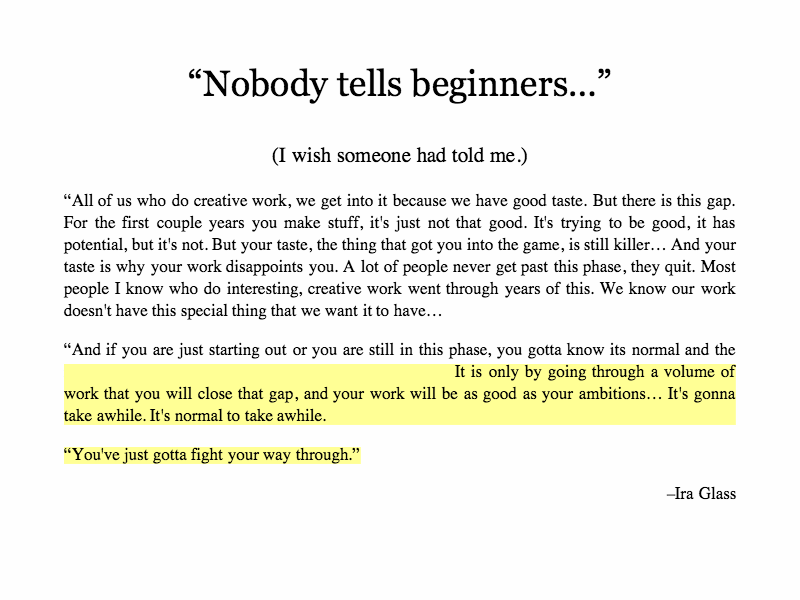 “Nobody tells beginners...”
(I wish someone had told me.)
“All of us who do creative work, we get into it because we have good taste. But there is this gap.
For the first couple years you make stuff, it's just not that good. It's trying to be good, it has
potential, but it's not. But your taste, the thing that got you into the game, is still killer… And your
taste is why your work disappoints you. A lot of people never get past this phase, they quit. Most
people I know who do interesting, creative work went through years of this. We know our work
doesn't have this special thing that we want it to have…
“And if you are just starting out or you are still in this phase, you gotta know its normal and the
It is only by going through a volume of
work that you will close that gap, and your work will be as good as your ambitions… It's gonna
take awhile. It's normal to take awhile.
“You've just gotta fight your way through.”
–Ira Glass